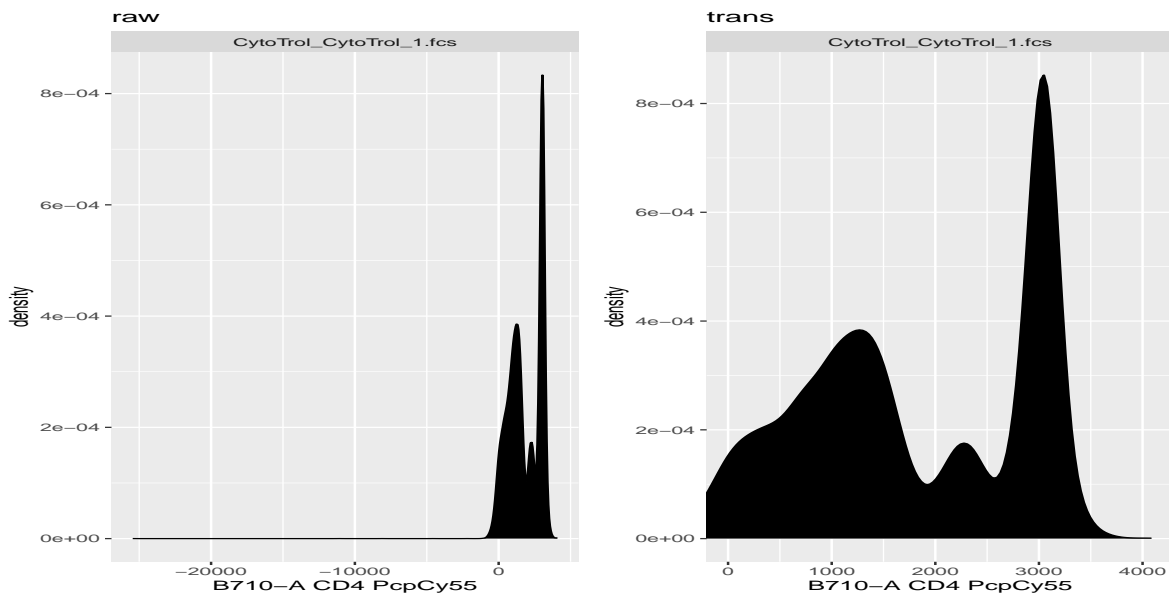 raw
CytoTrol_CytoTrol_1.fcs
8e−04
6e−04
4e−04
2e−04
0e+00
density
−20000 −10000 0
B710−A CD4 PcpCy55
trans
CytoTrol_CytoTrol_1.fcs
8e−04
6e−04
4e−04
2e−04
0e+00
density
0 1000 2000 3000 4000
B710−A CD4 PcpCy55